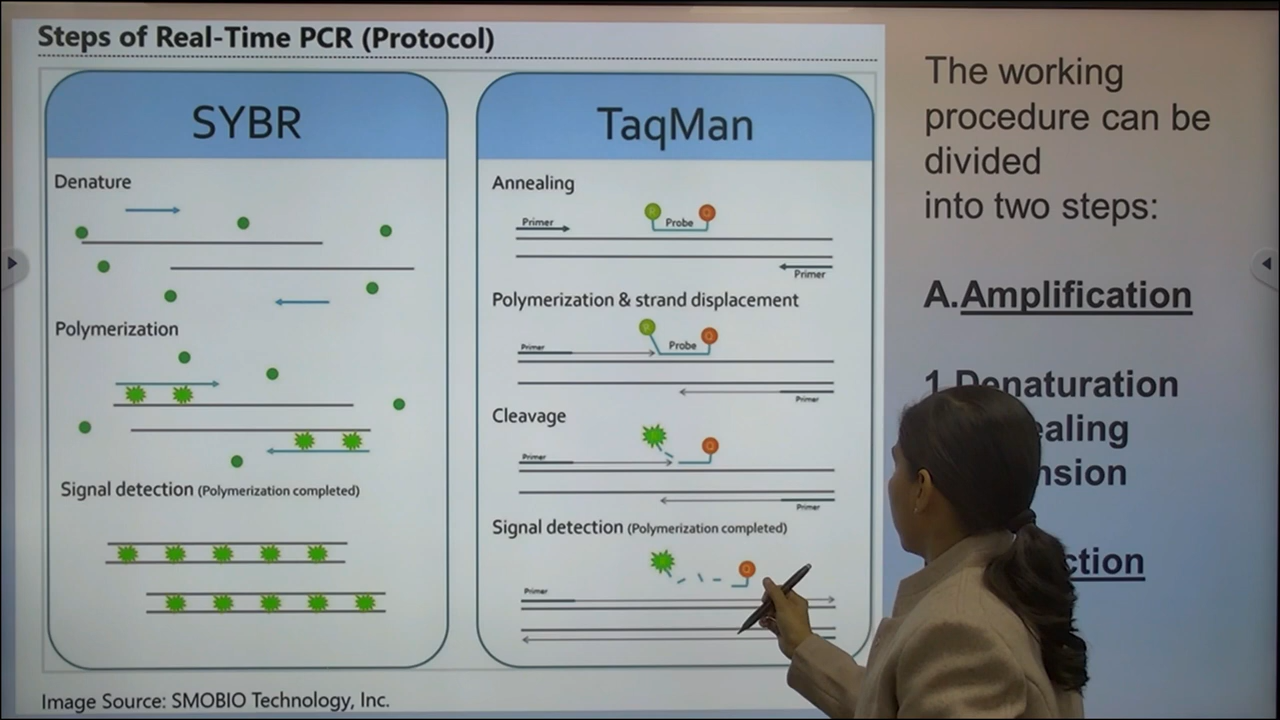 Steps of Real-Time PCR (Protocol)
SYBR
Denature
Polymerization
Signal detection (Polymerization completed)
TaqMan
Annealing
Primer
Probe
R
Q
Primer
Polymerization & strand displacement
Primer
Probe
R
Q
Primer
Cleavage
Primer
Q
Primer
Signal detection (Polymerization completed)
Q
Primer
Image Source: SMOBIO Technology, Inc.
The working
procedure can be
divided
into two steps:
A.Amplification
1.Denaturation
ealing
nsion
ction